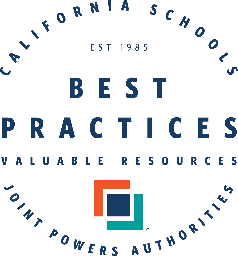 CALIFORNIA SCHOOLS
EST 1985
BEST
PRACTICES
VALUABLE RESOURCES
JOINT POWERS AUTHORITIES